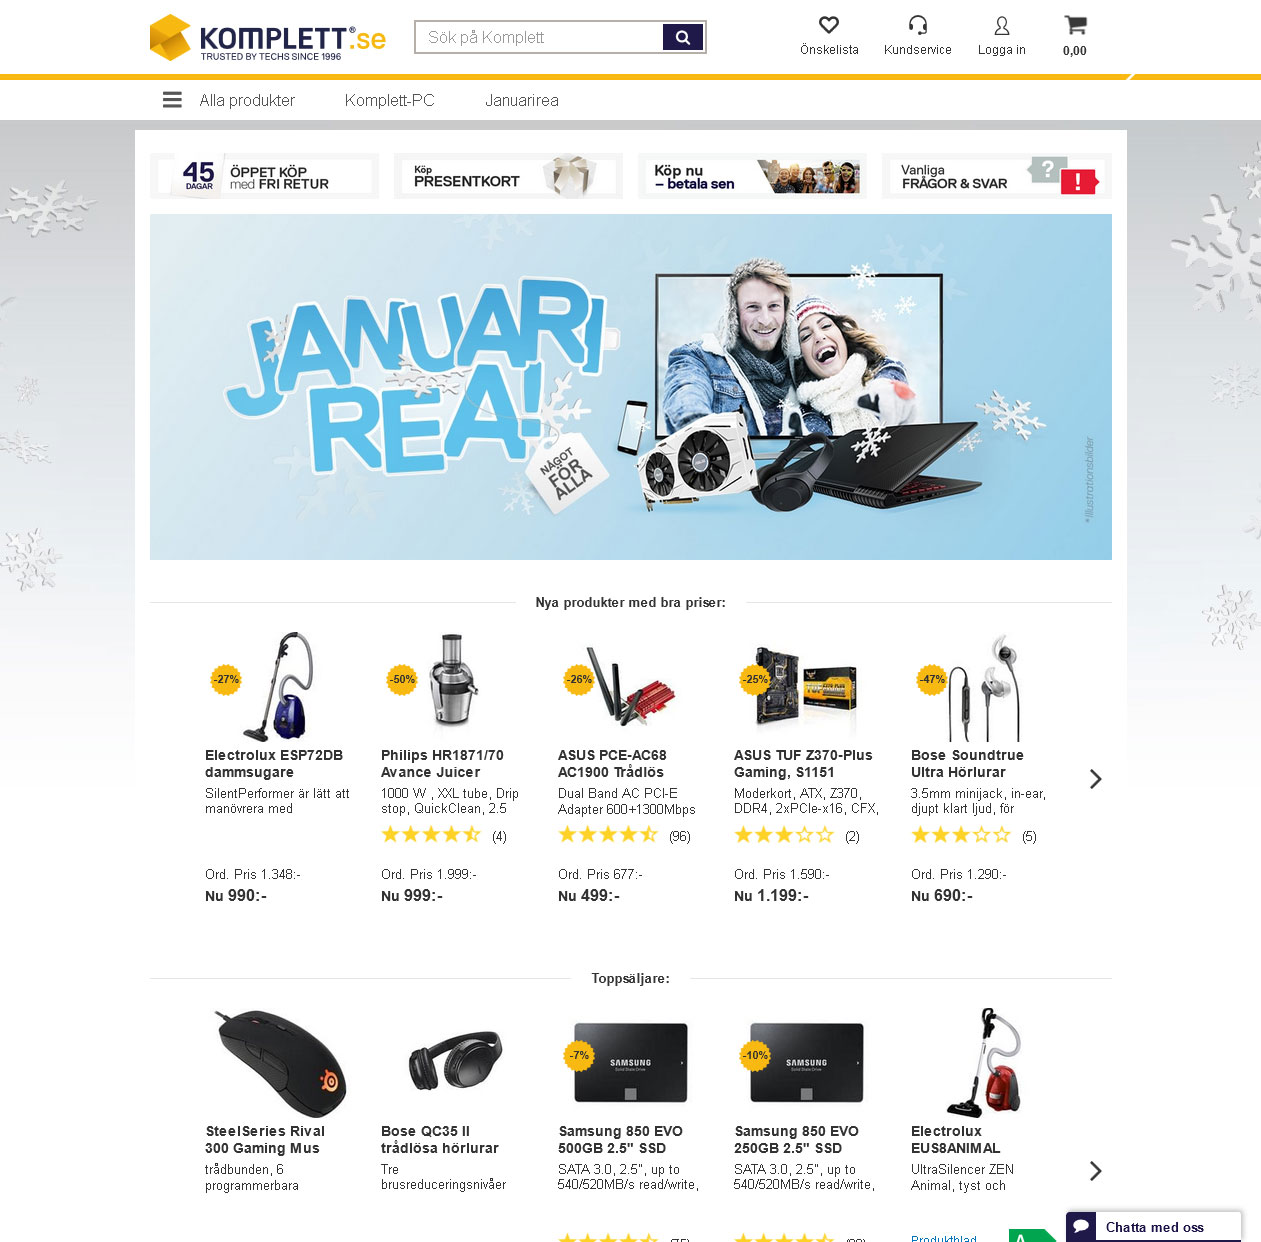 KOMPLETT®.se
TRUSTED BY TECHS SINCE 1996
Sök på Komplett
Önskelista
Kundservice
Logga in
0,00
Alla produkter
Komplett-PC
Januarirea
45
DAGAR
ÖPPET KÖP
med FRI RETUR
Köp
PRESENTKORT
Köp nu
– betala sen
Vanliga
FRÅGOR & SVAR
?
!
JANUARI
REA!
NÅGOT
FÖR
ALLA
*Illustrationsbilder
Nya produkter med bra priser:
-27%
-50%
-26%
-25%
-47%
Electrolux ESP72DB
dammsugare
SilentPerformer är lätt att
manövrera med
Ord. Pris 1.348:-
Nu 990:-
Philips HR1871/70
Avance Juicer
1000 W , XXL tube, Drip
stop, QuickClean, 2.5
(4)
Ord. Pris 1.999:-
Nu 999:-
ASUS PCE-AC68
AC1900 Trådlös
Dual Band AC PCI-E
Adapter 600+1300Mbps
(96)
Ord. Pris 677:-
Nu 499:-
ASUS TUF Z370-Plus
Gaming, S1151
Moderkort, ATX, Z370,
DDR4, 2xPCIe-x16, CFX,
(2)
Ord. Pris 1.590:-
Nu 1.199:-
Bose Soundtrue
Ultra Hörlurar
3.5mm minijack, in-ear,
djupt klart ljud, för
(5)
Ord. Pris 1.290:-
Nu 690:-
Toppsäljare:
-7%
SAMSUNG
Solid State Drive
-10%
SAMSUNG
Solid State Drive
SteelSeries Rival
300 Gaming Mus
trådbunden, 6
programmerbara
Bose QC35 II
trådlösa hörlurar
Tre
brusreduceringsnivåer
Samsung 850 EVO
500GB 2.5" SSD
SATA 3.0, 2.5", up to
540/520MB/s read/write,
(75)
Samsung 850 EVO
250GB 2.5" SSD
SATA 3.0, 2.5", up to
540/520MB/s read/write,
Electrolux
EUS8ANIMAL
UltraSilencer ZEN
Animal, tyst och
Produktblad
A
Chatta med oss